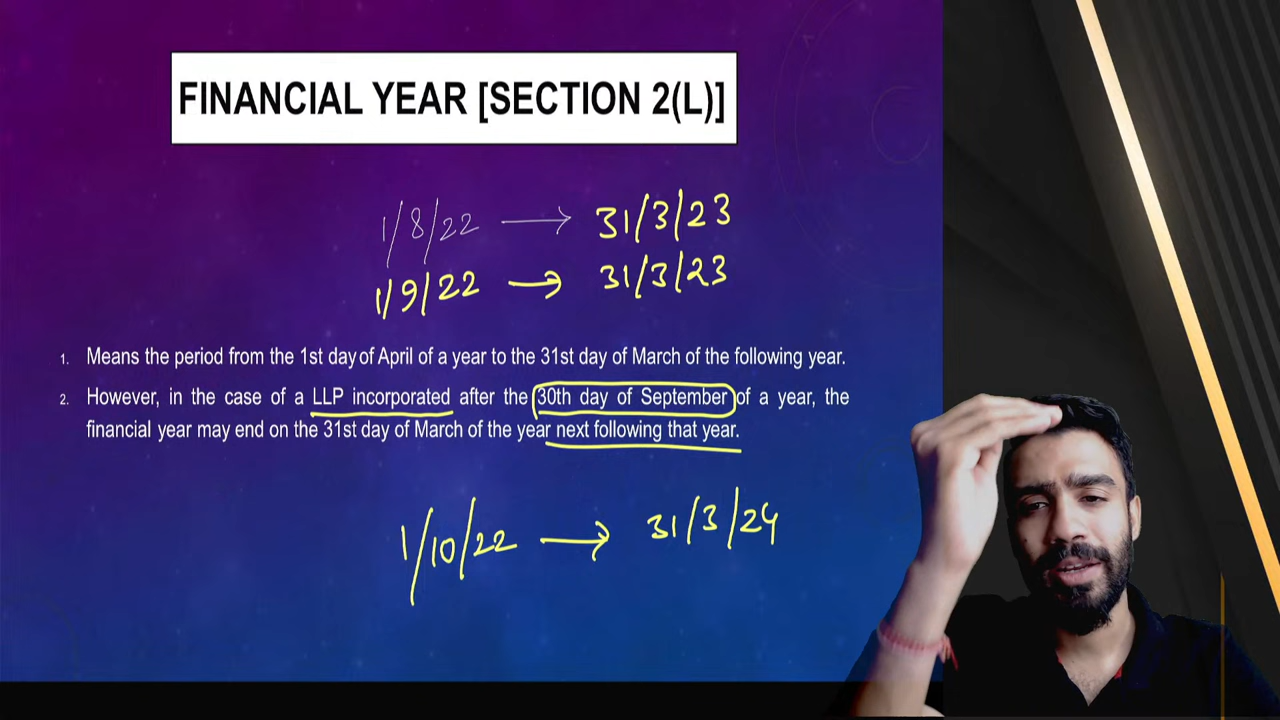 FINANCIAL YEAR [SECTION 2(L)]
1/8/22 → 31/3/23
1/9/22 → 31/3/23
1. Means the period from the 1st day of April of a year to the 31st day of March of the following year.
2. However, in the case of a LLP incorporated after the 30th day of September of a year, the
financial year may end on the 31st day of March of the year next following that year.
1/10/22 → 31/3/24